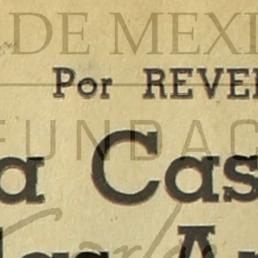 DE MEXI
Por REVE
FUNDAC
a Cas